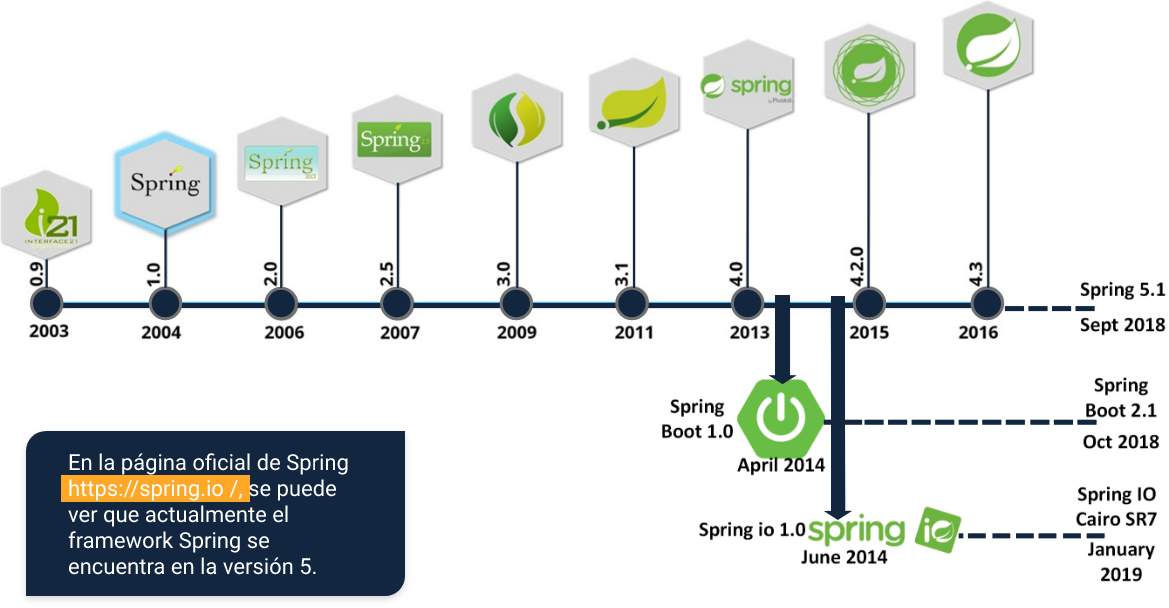 spring
by Pivotal.
Spring
Spring 2.5
Spring
2.0
i21
INTERFACE21
0.9
1.0
2.0
2.5
3.0
3.1
4.0
4.2.0
4.3
2003
2004
2006
2007
2009
2011
2013
2015
2016
Spring 5.1
Sept 2018
Spring
Boot 1.0
April 2014
Spring
Boot 2.1
Oct 2018
Spring io 1.0
spring io
June 2014
Spring IO
Cairo SR7
January
2019
En la página oficial de Spring
https://spring.io /, se puede
ver que actualmente el
framework Spring se
encuentra en la versión 5.